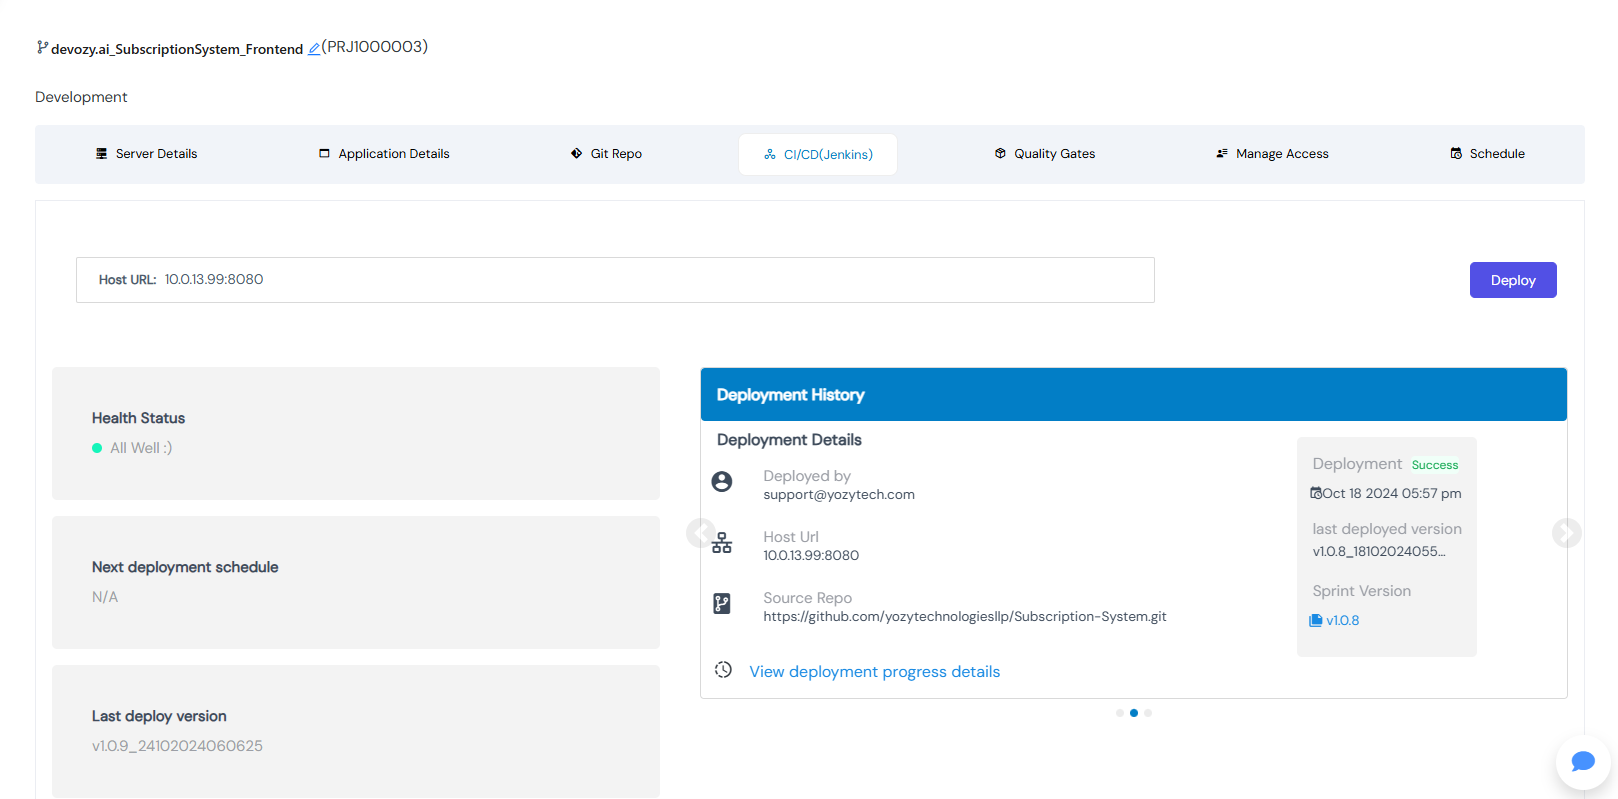 devozy.ai_SubscriptionSystem_Frontend (PRJ1000003)
Development
Server Details
Application Details
Git Repo
CI/CD(Jenkins)
Quality Gates
Manage Access
Schedule
Host URL: 10.0.13.99:8080
Deploy
Health Status
All Well :)
Next deployment schedule
N/A
Last deploy version
v1.0.9_24102024060625
Deployment History
Deployment Details
Deployed by
support@yozytech.com
Host Url
10.0.13.99:8080
Source Repo
https://github.com/yozytechnologiesllp/Subscription-System.git
View deployment progress details
Deployment Success
Oct 18 2024 05:57 pm
last deployed version
v1.0.8_18102024055...
Sprint Version
v1.0.8